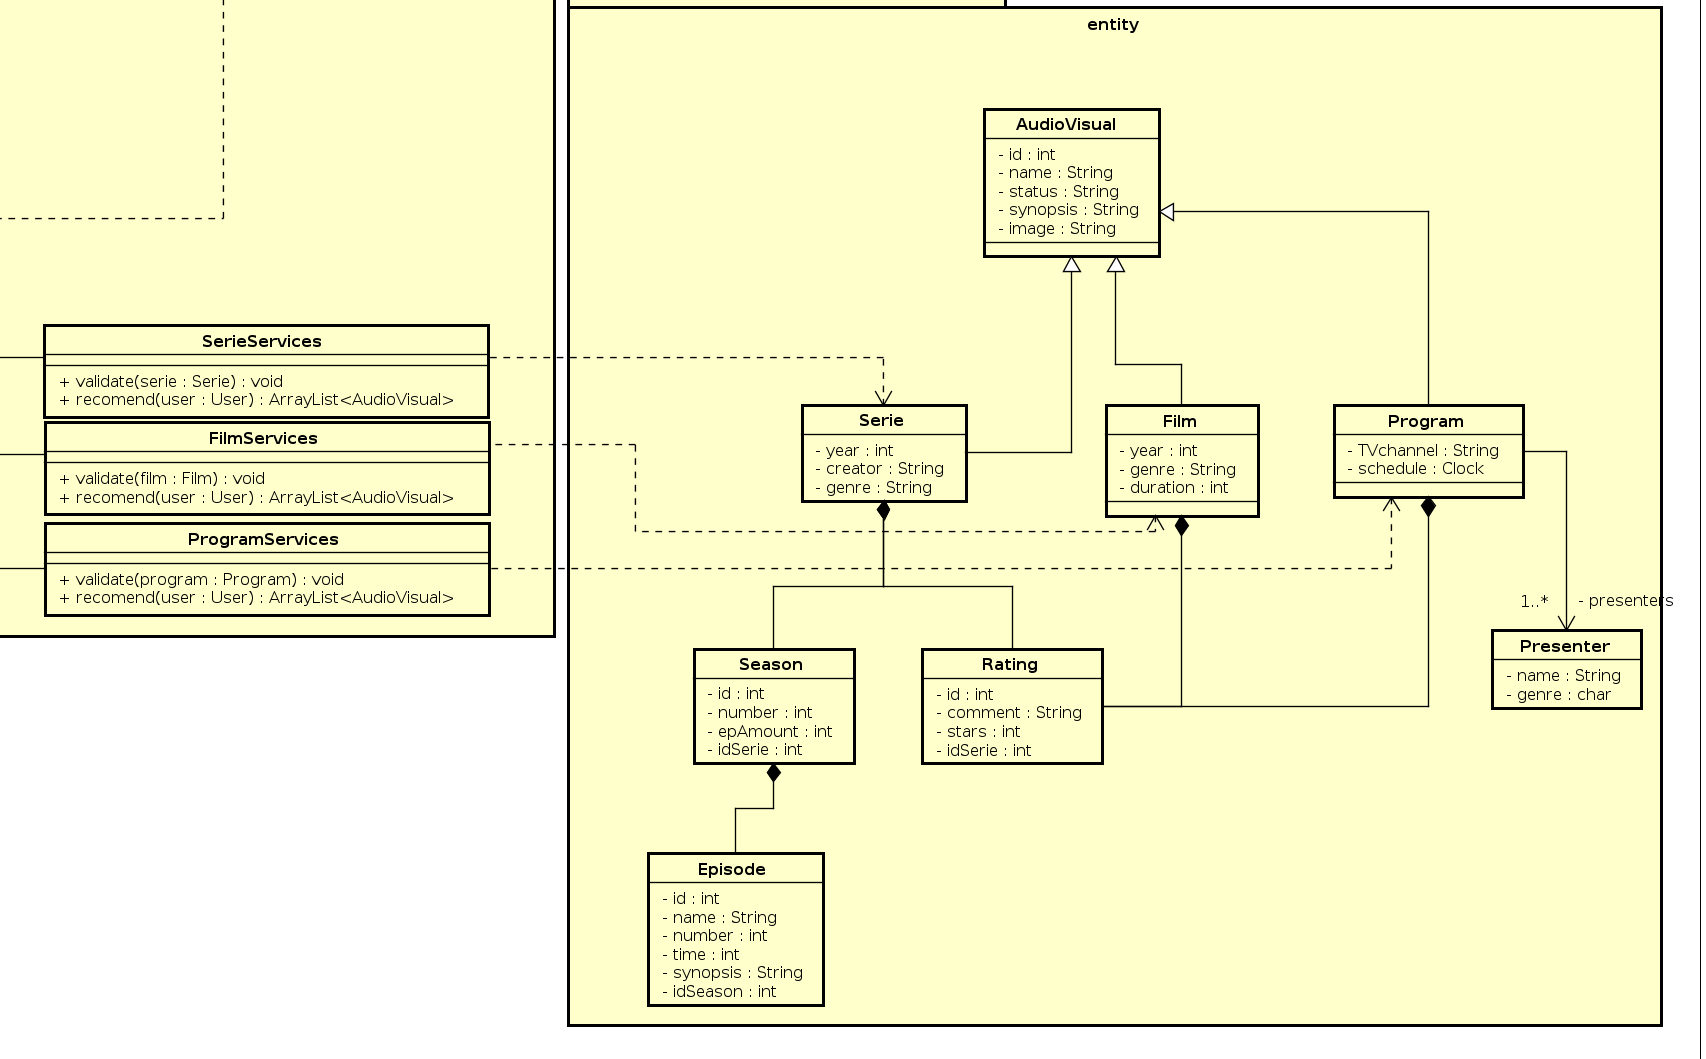 entity
AudioVisual
- id : int
- name : String
- status : String
- synopsis : String
- image : String
SerieServices
+ validate(serie : Serie) : void
+ recomend(user : User) : ArrayList<AudioVisual>
FilmServices
+ validate(film : Film) : void
+ recomend(user : User) : ArrayList<AudioVisual>
ProgramServices
+ validate(program : Program) : void
+ recomend(user : User) : ArrayList<AudioVisual>
Serie
- year : int
- creator : String
- genre : String
Film
- year : int
- genre : String
- duration : int
Program
- TVchannel : String
- schedule : Clock
1..* - presenters
Presenter
- name : String
- genre : char
Season
- id : int
- number : int
- epAmount : int
- idSerie : int
Rating
- id : int
- comment : String
- stars : int
- idSerie : int
Episode
- id : int
- name : String
- number : int
- time : int
- synopsis : String
- idSeason : int